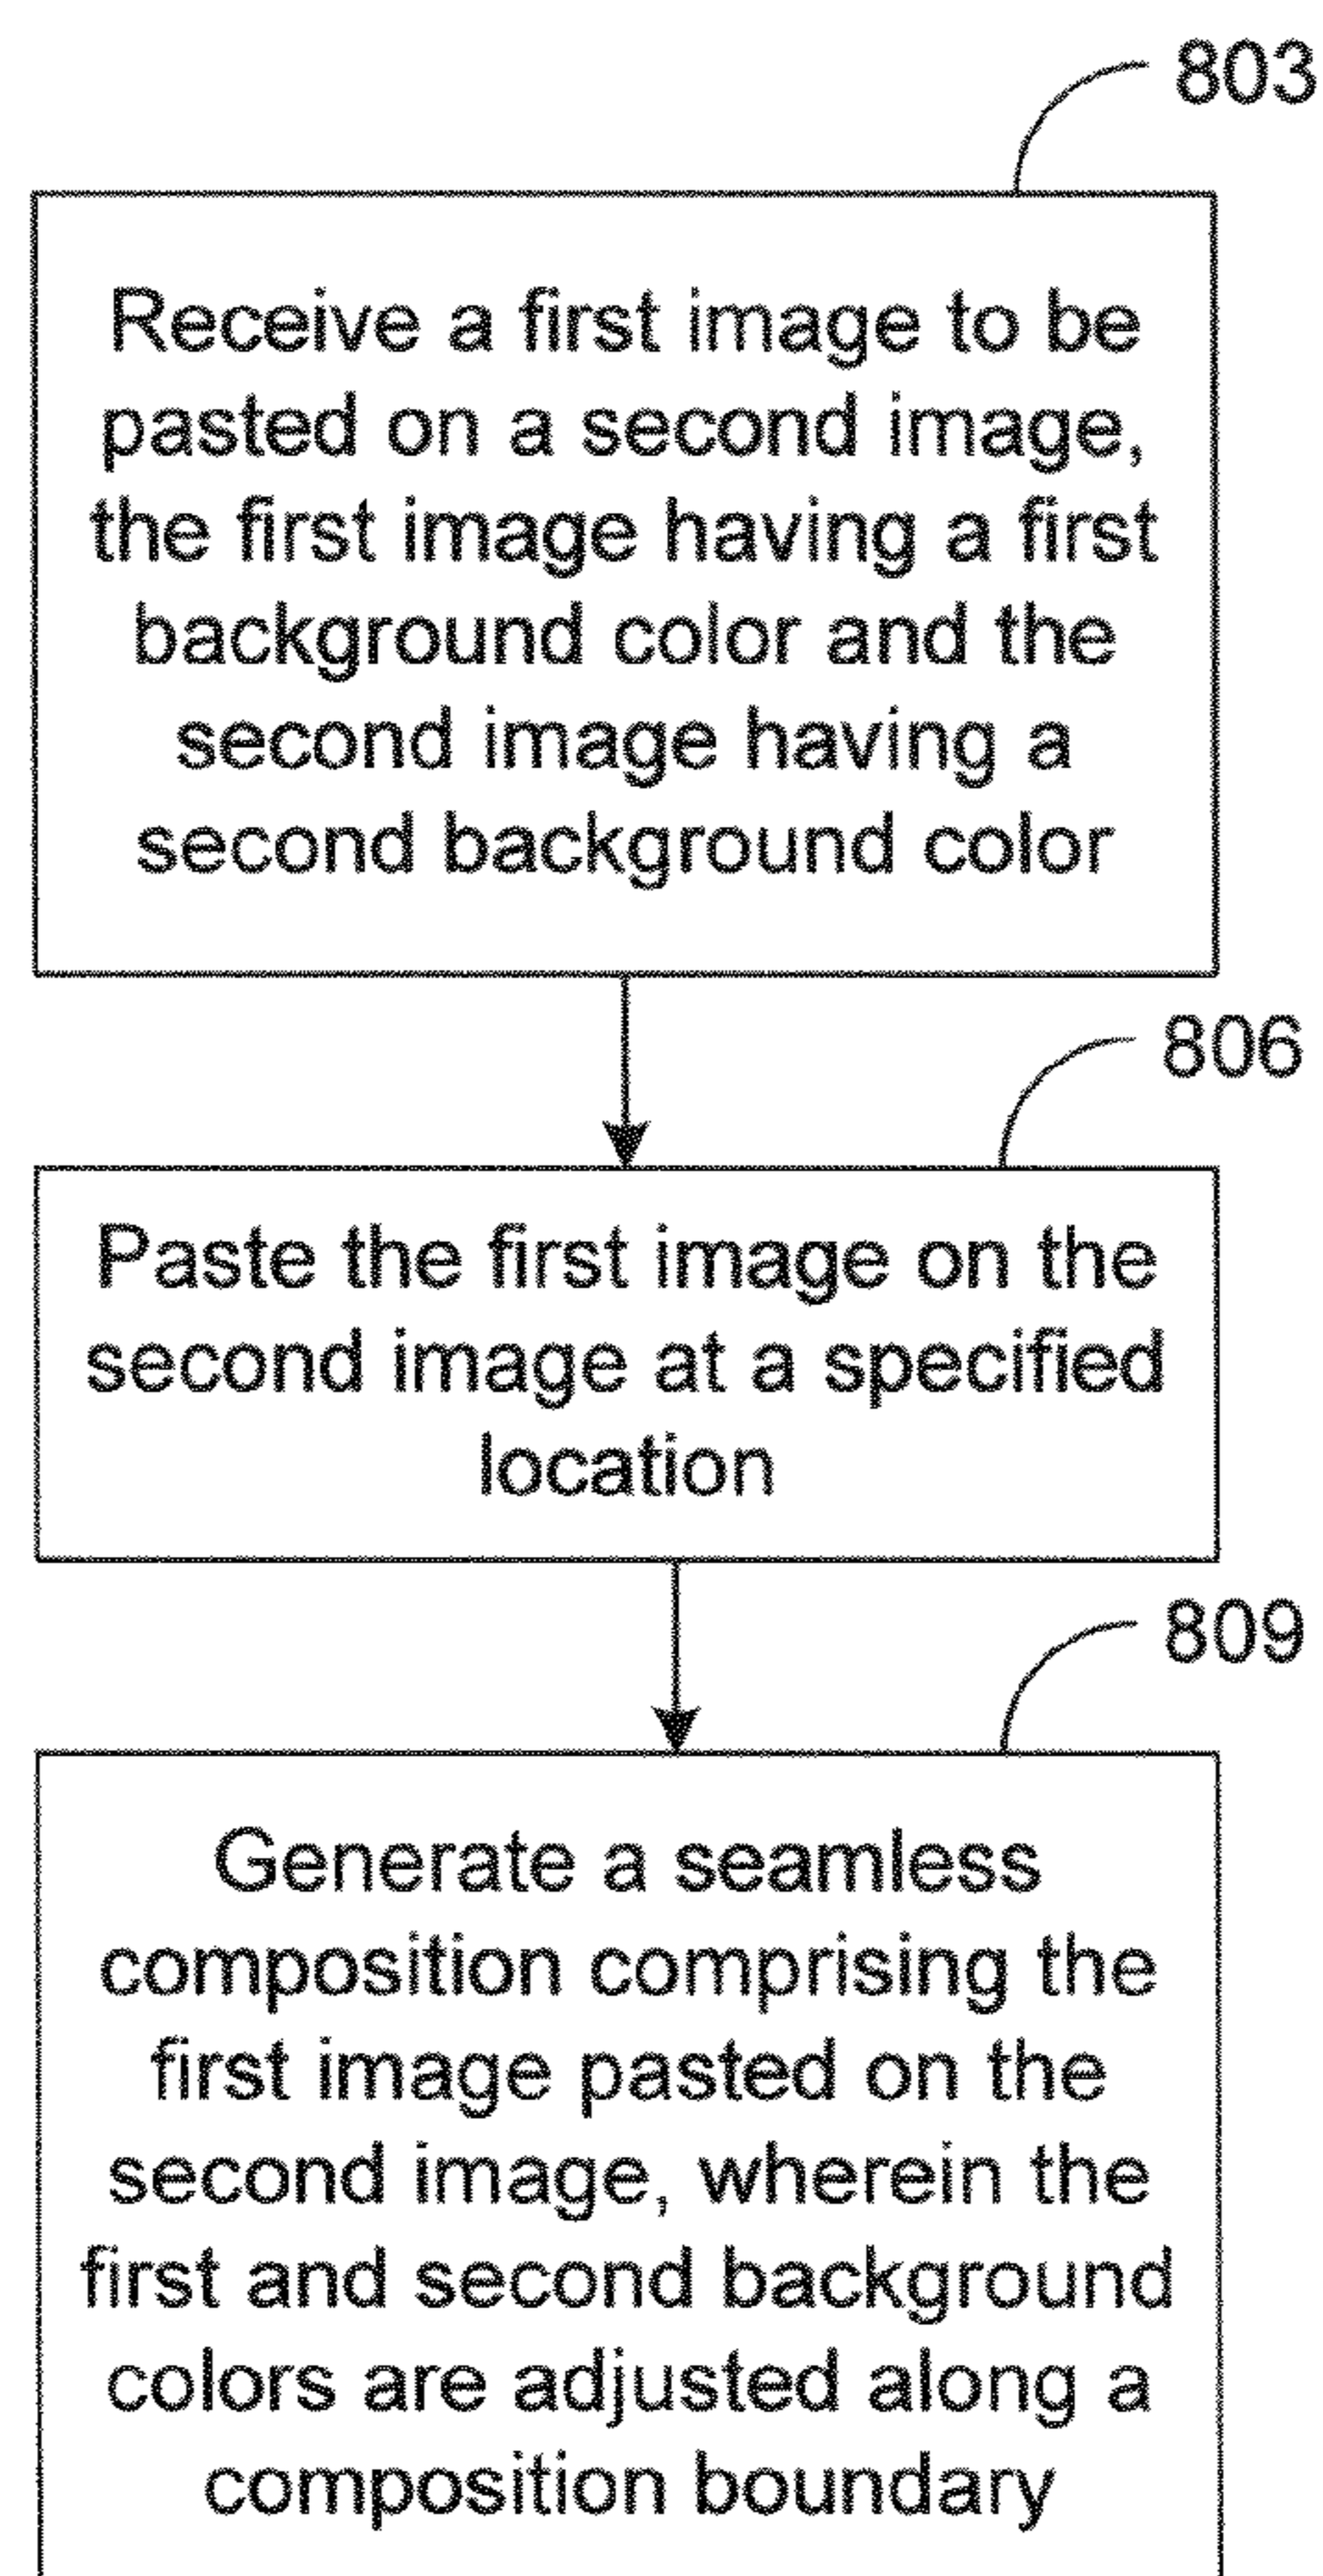 803
Receive a first image to be
pasted on a second image,
the first image having a first
background color and the
second image having a
second background color
806
Paste the first image on the
second image at a specified
location
809
Generate a seamless
composition comprising the
first image pasted on the
second image, wherein the
first and second background
colors are adjusted along a
composition boundary